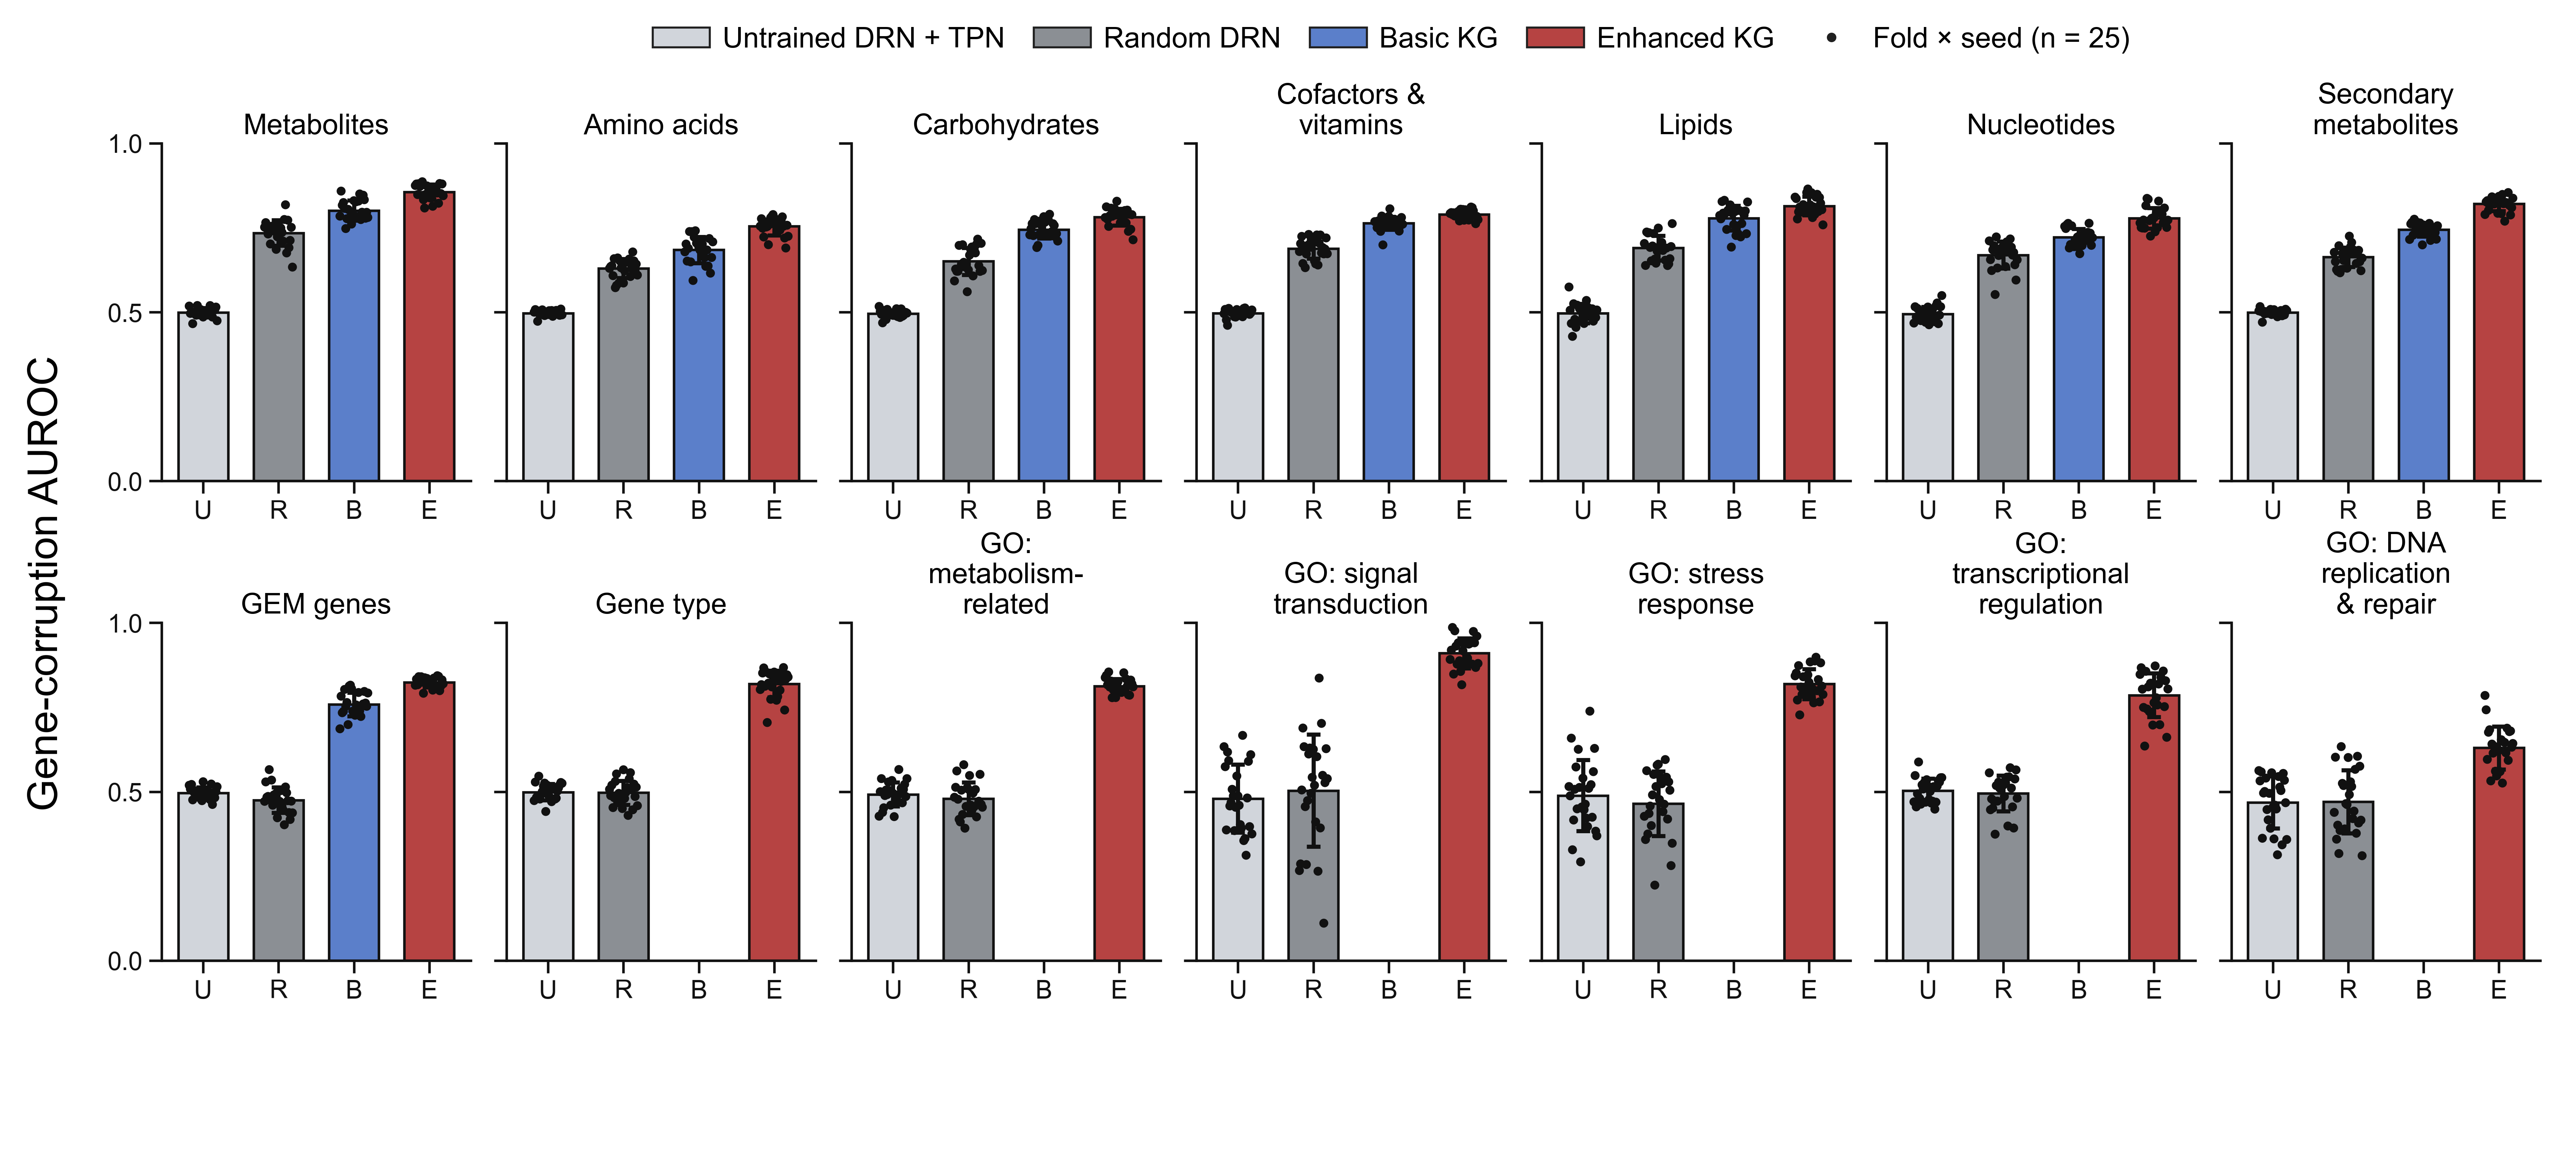 Untrained DRN + TPN Random DRN Basic KG Enhanced KG Fold × seed (n = 25)
Gene-corruption AUROC
Metabolites
Amino acids
Carbohydrates
Cofactors &
vitamins
Lipids
Nucleotides
Secondary
metabolites
1.0
0.5
0.0
U R B E
U R B E
U R B E
U R B E
U R B E
U R B E
U R B E
GEM genes
Gene type
GO:
metabolism-
related
GO: signal
transduction
GO: stress
response
GO:
transcriptional
regulation
GO: DNA
replication
& repair
1.0
0.5
0.0
U R B E
U R B E
U R B E
U R B E
U R B E
U R B E
U R B E